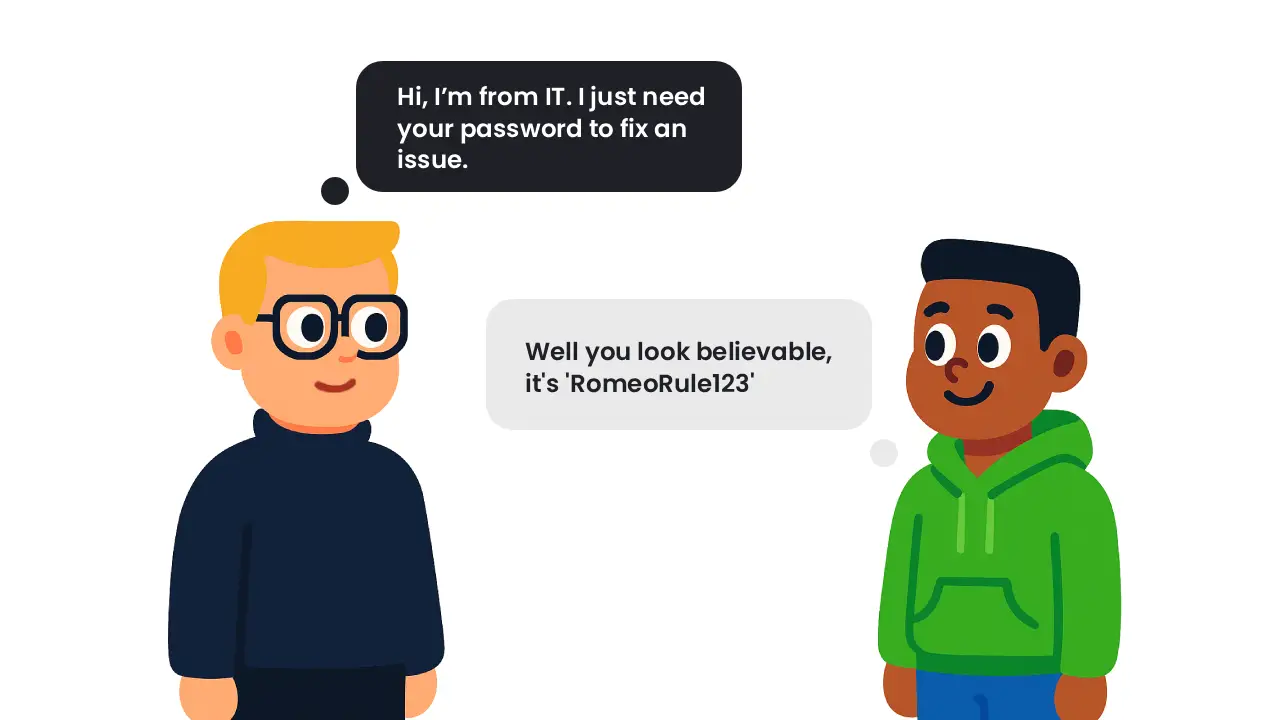 Hi, I’m from IT. I just need
your password to fix an
issue.
Well you look believable,
it's 'RomeoRule123'